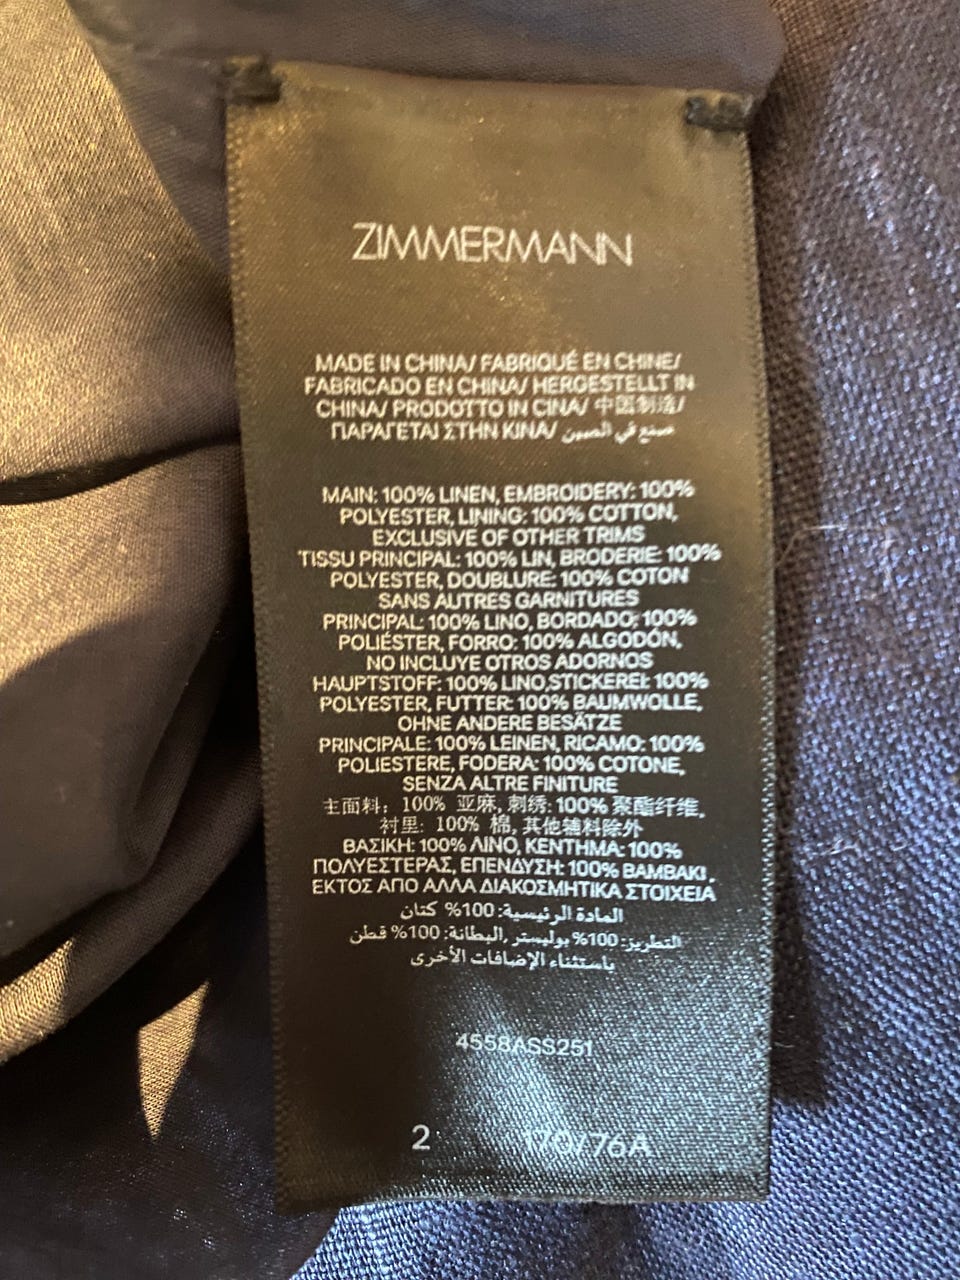 ZIMMERMANN
MADE IN CHINA/ FABRIQUÉ EN CHINE/
FABRICADO EN CHINA/ HERGESTELLT IN
CHINA/ PRODOTTO IN CINA/ 中国制造/
ΠΑΡΑΓΕΤΑΙ ΣΤΗΝ ΚΙΝΑ/ صنع في الصين
MAIN: 100% LINEN, EMBROIDERY: 100%
POLYESTER, LINING: 100% COTTON,
EXCLUSIVE OF OTHER TRIMS
TISSU PRINCIPAL: 100% LIN, BRODERIE: 100%
POLYESTER, DOUBLURE: 100% COTON
SANS AUTRES GARNITURES
PRINCIPAL: 100% LINO, BORDADO: 100%
POLIÉSTER, FORRO: 100% ALGODÓN,
NO INCLUYE OTROS ADORNOS
HAUPTSTOFF: 100% LINO,STICKEREI: 100%
POLYESTER, FUTTER: 100% BAUMWOLLE,
OHNE ANDERE BESÄTZE
PRINCIPALE: 100% LEINEN, RICAMO: 100%
POLIESTERE, FODERA: 100% COTONE,
SENZA ALTRE FINITURE
主面料: 100% 亚麻, 刺绣: 100% 聚酯纤维,
衬里: 100% 棉, 其他辅料除外
ΒΑΣΙΚΗ: 100% ΛΙΝΟ, ΚΕΝΤΗΜΑ: 100%
ΠΟΛΥΕΣΤΕΡΑΣ, ΕΠΕΝΔΥΣΗ: 100% ΒΑΜΒΑΚΙ,
ΕΚΤΟΣ ΑΠΟ ΑΛΛΑ ΔΙΑΚΟΣΜΗΤΙΚΑ ΣΤΟΙΧΕΙΑ
المادة الرئيسية: 100% كتان
التطريز: 100% بوليستر ,البطانة: 100% قطن
باستثناء الإضافات الأخرى
4558ASS251
2 170/76A